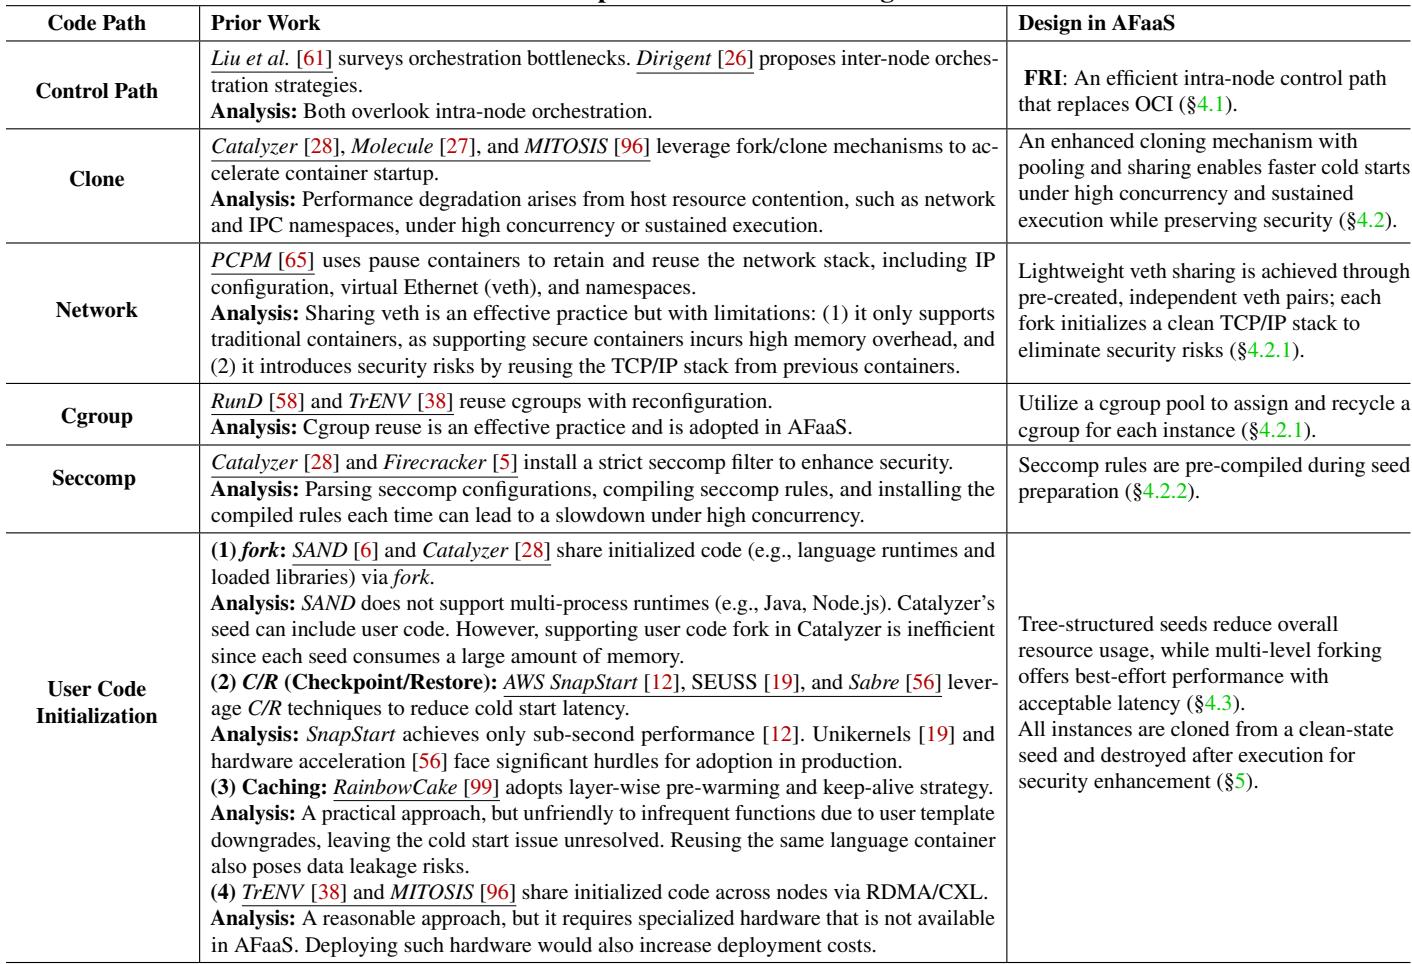 Code Path
Prior Work
Design in AFaaS
Control Path
Liu et al. [61] surveys orchestration bottlenecks. Dirigent [26] proposes inter-node orches-
tration strategies.
Analysis: Both overlook intra-node orchestration.
FRI: An efficient intra-node control path
that replaces OCI (§4.1).
Clone
Catalyzer [28], Molecule [27], and MITOSIS [96] leverage fork/clone mechanisms to ac-
celerate container startup.
Analysis: Performance degradation arises from host resource contention, such as network
and IPC namespaces, under high concurrency or sustained execution.
An enhanced cloning mechanism with
pooling and sharing enables faster cold starts
under high concurrency and sustained
execution while preserving security (§4.2).
Network
PCPM [65] uses pause containers to retain and reuse the network stack, including IP
configuration, virtual Ethernet (veth), and namespaces.
Analysis: Sharing veth is an effective practice but with limitations: (1) it only supports
traditional containers, as supporting secure containers incurs high memory overhead, and
(2) it introduces security risks by reusing the TCP/IP stack from previous containers.
Lightweight veth sharing is achieved through
pre-created, independent veth pairs; each
fork initializes a clean TCP/IP stack to
eliminate security risks (§4.2.1).
Cgroup
RunD [58] and TrENV [38] reuse cgroups with reconfiguration.
Analysis: Cgroup reuse is an effective practice and is adopted in AFaaS.
Utilize a cgroup pool to assign and recycle a
cgroup for each instance (§4.2.1).
Seccomp
Catalyzer [28] and Firecracker [5] install a strict seccomp filter to enhance security.
Analysis: Parsing seccomp configurations, compiling seccomp rules, and installing the
compiled rules each time can lead to a slowdown under high concurrency.
Seccomp rules are pre-compiled during seed
preparation (§4.2.2).
User Code
Initialization
(1) fork: SAND [6] and Catalyzer [28] share initialized code (e.g., language runtimes and
loaded libraries) via fork.
Analysis: SAND does not support multi-process runtimes (e.g., Java, Node.js). Catalyzer's
seed can include user code. However, supporting user code fork in Catalyzer is inefficient
since each seed consumes a large amount of memory.
(2) C/R (Checkpoint/Restore): AWS SnapStart [12], SEUSS [19], and Sabre [56] lever-
age C/R techniques to reduce cold start latency.
Analysis: SnapStart achieves only sub-second performance [12]. Unikernels [19] and
hardware acceleration [56] face significant hurdles for adoption in production.
(3) Caching: RainbowCake [99] adopts layer-wise pre-warming and keep-alive strategy.
Analysis: A practical approach, but unfriendly to infrequent functions due to user template
downgrades, leaving the cold start issue unresolved. Reusing the same language container
also poses data leakage risks.
(4) TrENV [38] and MITOSIS [96] share initialized code across nodes via RDMA/CXL.
Analysis: A reasonable approach, but it requires specialized hardware that is not available
in AFaaS. Deploying such hardware would also increase deployment costs.
Tree-structured seeds reduce overall
resource usage, while multi-level forking
offers best-effort performance with
acceptable latency (§4.3).
All instances are cloned from a clean-state
seed and destroyed after execution for
security enhancement (§5).